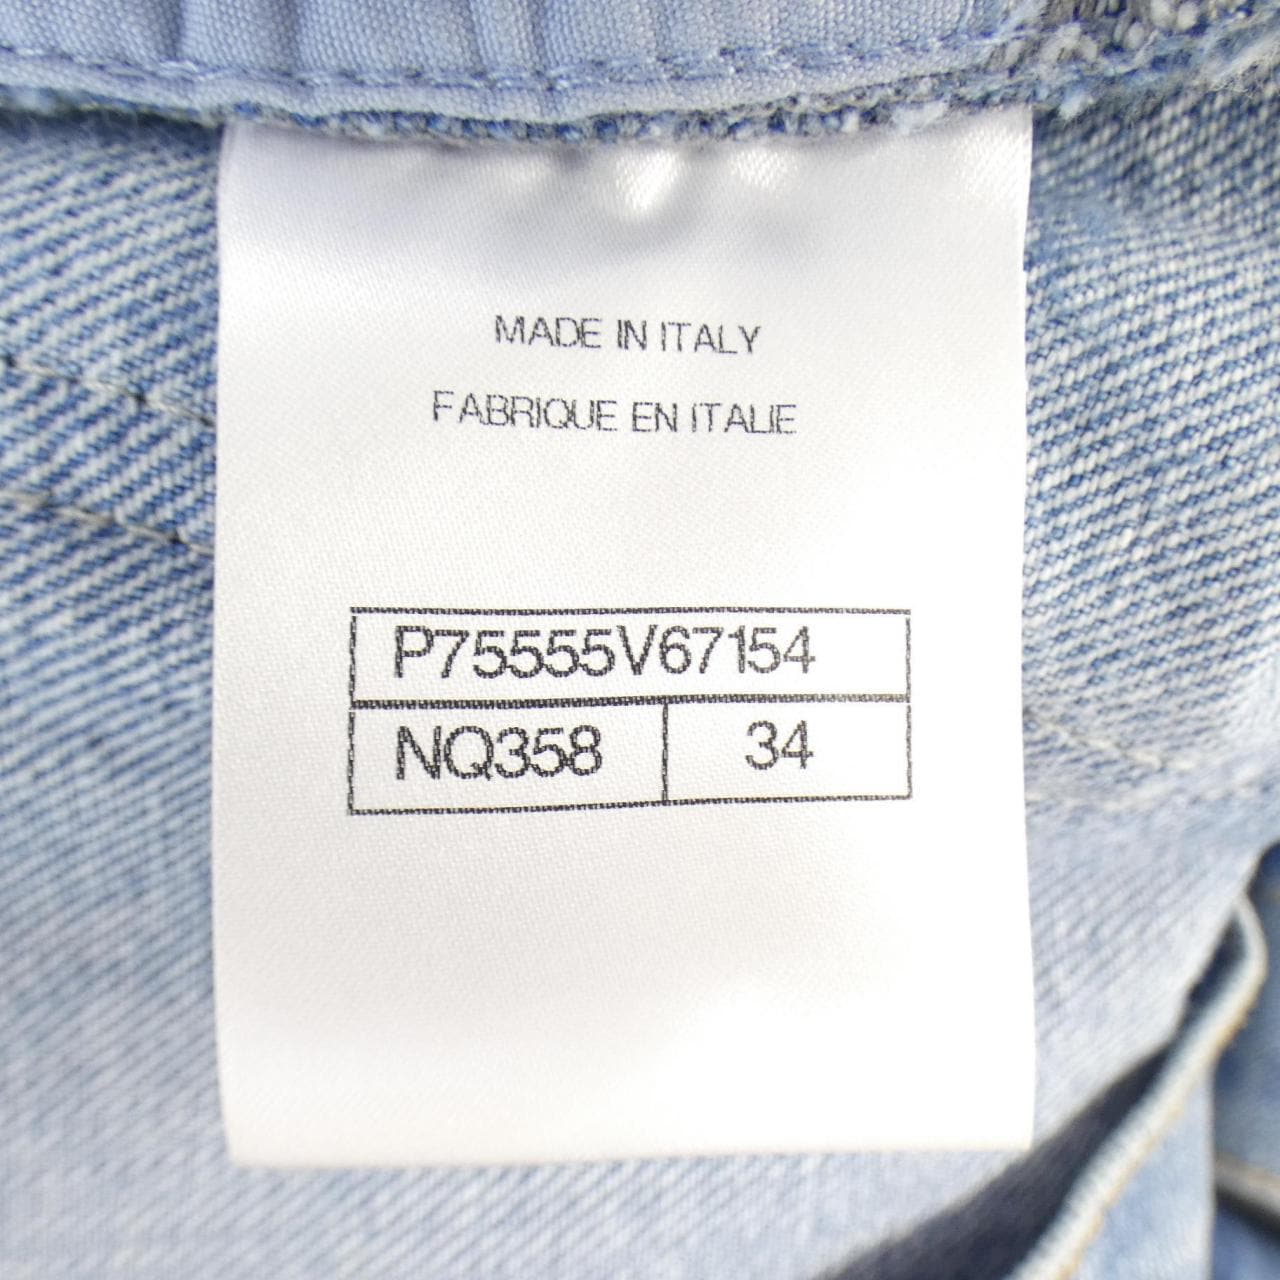 MADE IN ITALY
FABRIQUE EN ITALIE
P75555V67154
NQ358 34